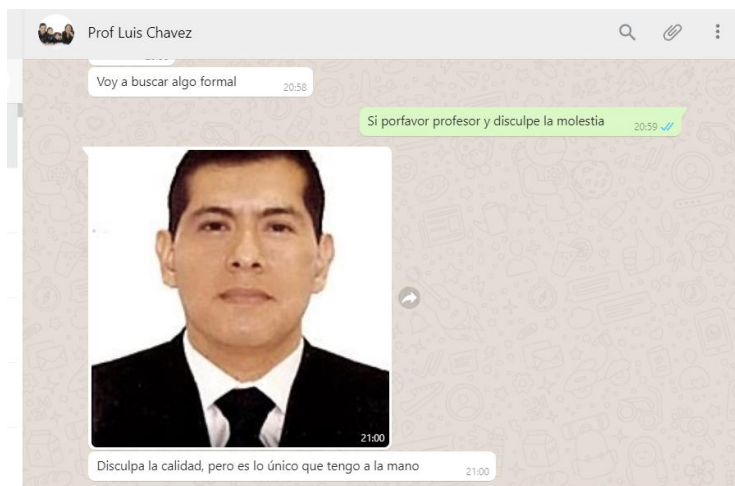 Prof Luis Chavez
Voy a buscar algo formal
20:58
Si porfavor profesor y disculpe la molestia
20:59
21:00
Disculpa la calidad, pero es lo único que tengo a la mano
21:00